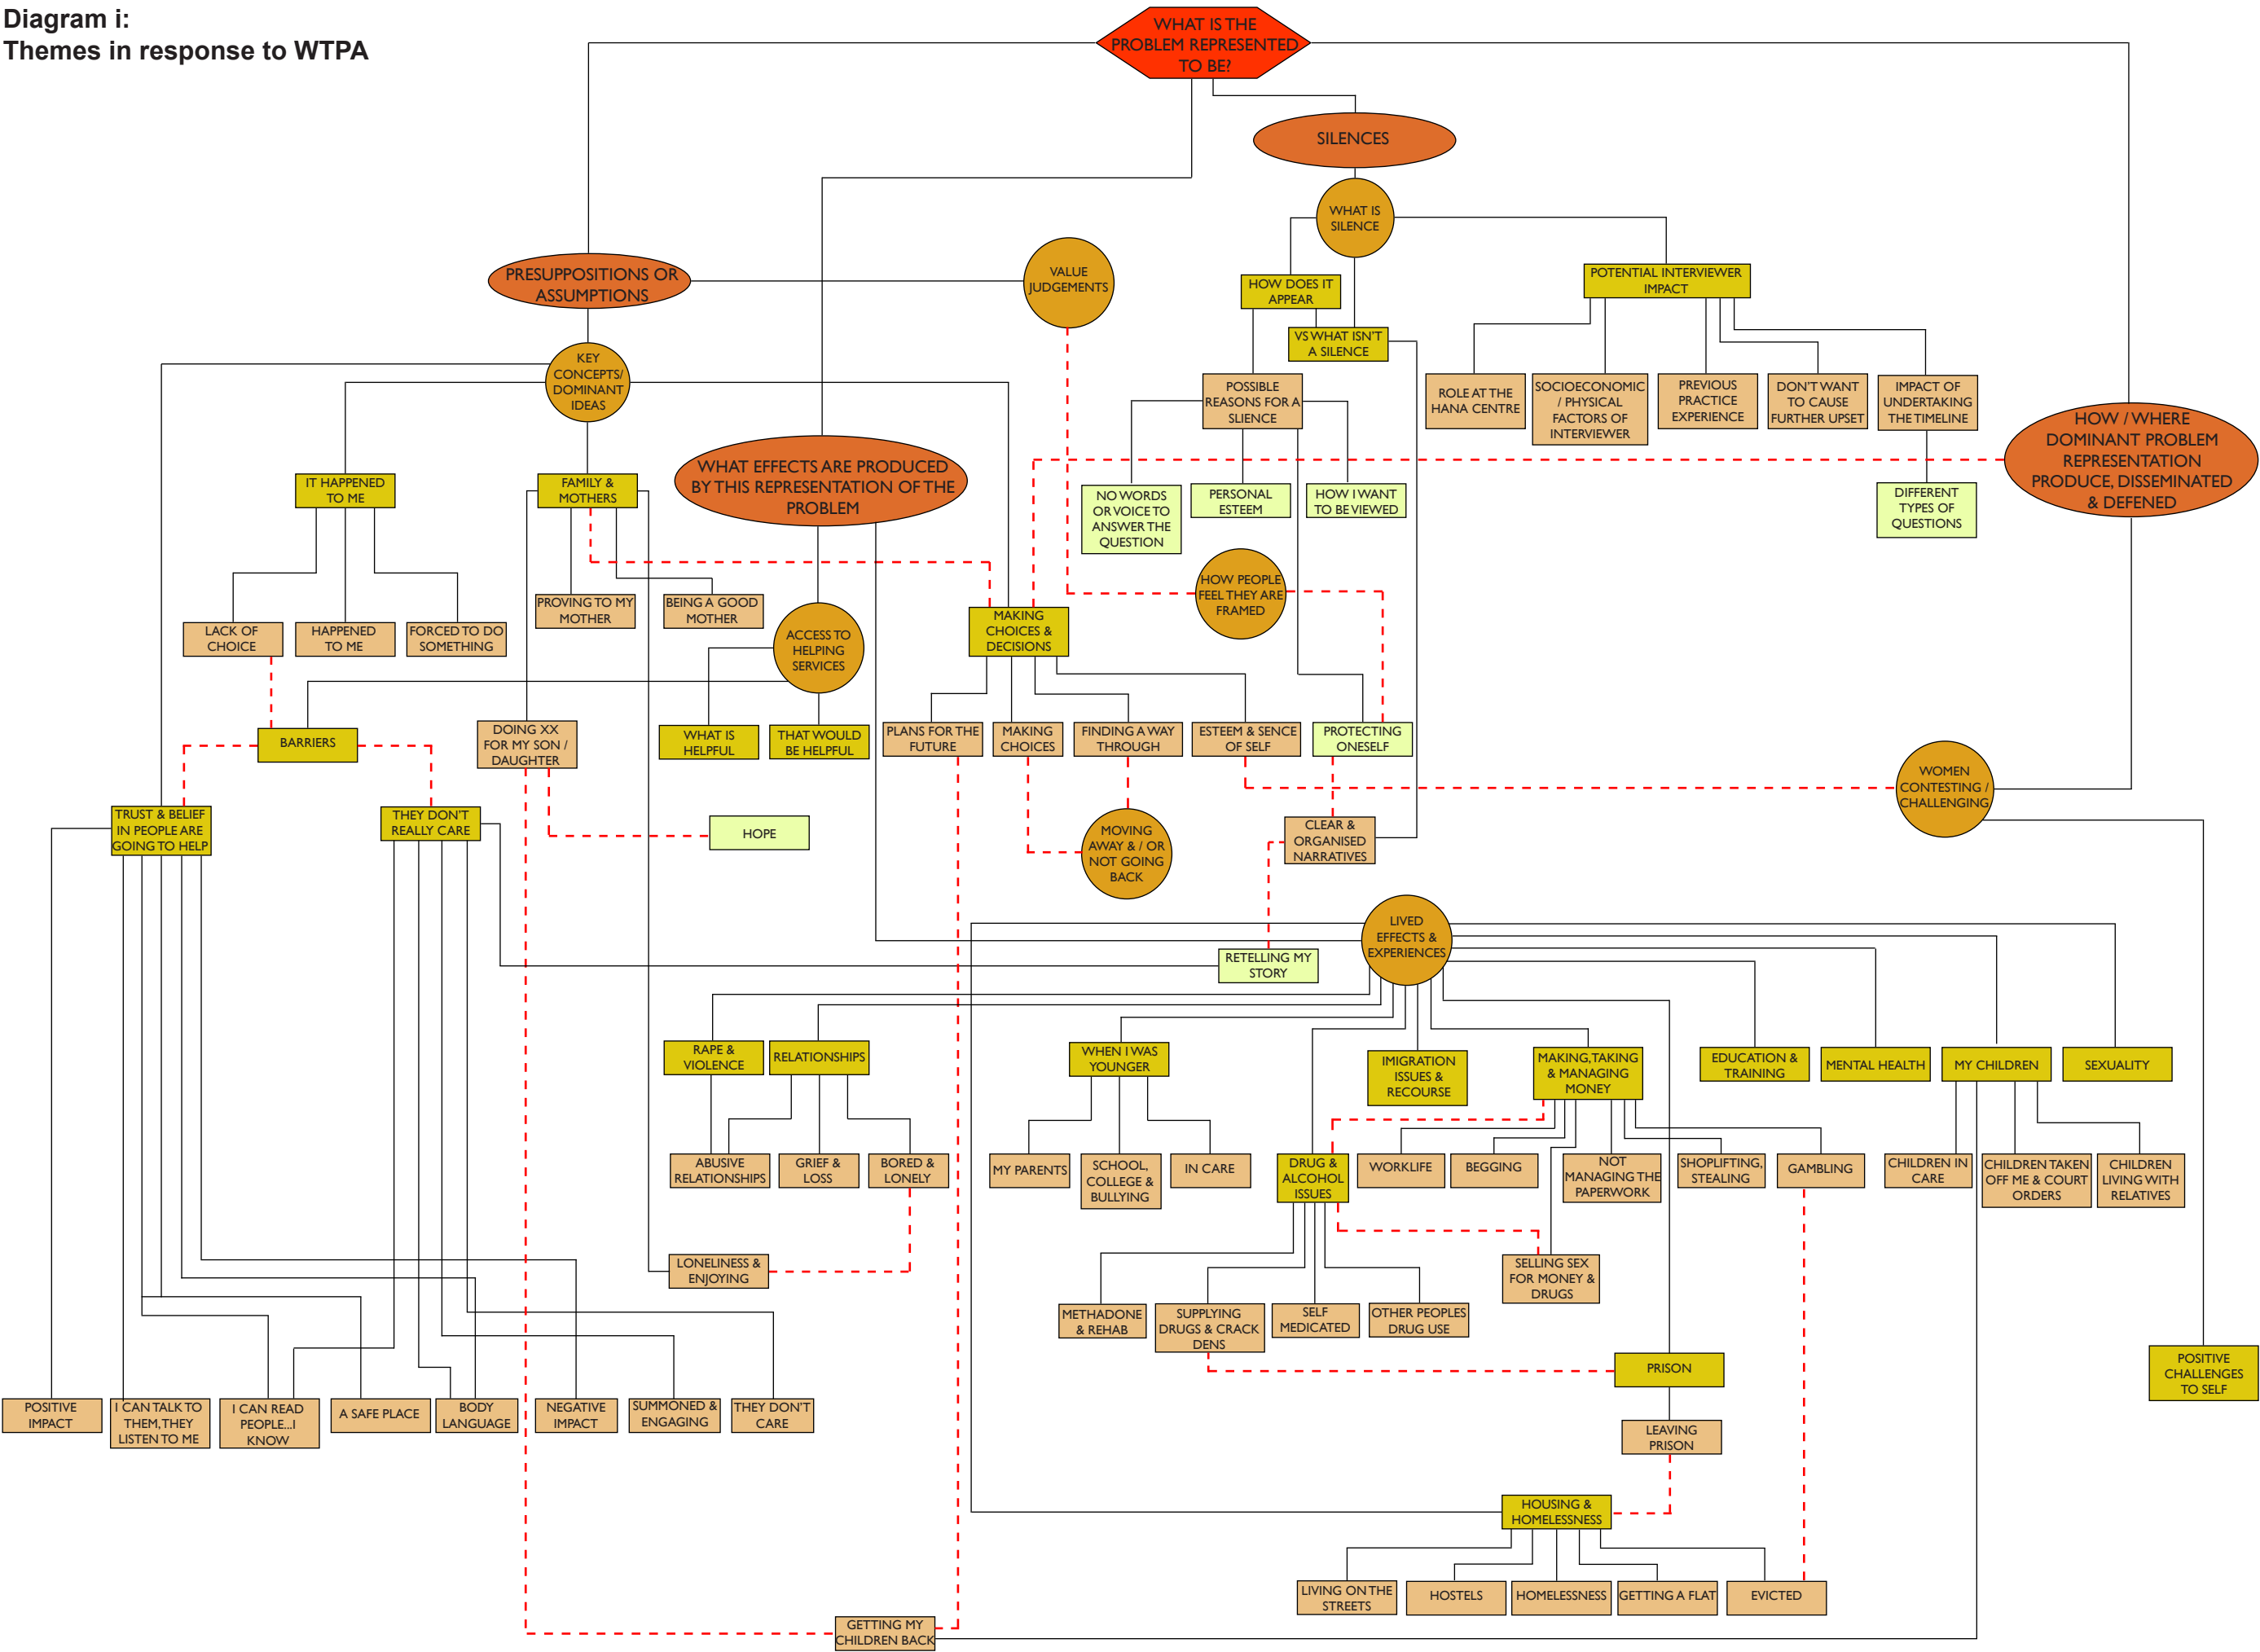 Diagram i:
Themes in response to WTPA
WHAT IS THE
PROBLEM REPRESENTED
TO BE?
SILENCES
WHAT IS
SILENCE
PRESUPPOSITIONS OR
ASSUMPTIONS
VALUE
JUDGEMENTS
HOW DOES IT
APPEAR
POTENTIAL INTERVIEWER
IMPACT
VS WHAT ISN'T
A SILENCE
KEY
CONCEPTS/
DOMINANT
IDEAS
POSSIBLE
REASONS FOR A
SLIENCE
ROLE AT THE
HANA CENTRE
SOCIOECONOMIC
/ PHYSICAL
FACTORS OF
INTERVIEWER
PREVIOUS
PRACTICE
EXPERIENCE
DON'T WANT
TO CAUSE
FURTHER UPSET
IMPACT OF
UNDERTAKING
THE TIMELINE
HOW / WHERE
DOMINANT PROBLEM
REPRESENTATION
PRODUCE, DISSEMINATED
& DEFENED
IT HAPPENED
TO ME
FAMILY &
MOTHERS
WHAT EFFECTS ARE PRODUCED
BY THIS REPRESENTATION OF THE
PROBLEM
NO WORDS
OR VOICE TO
ANSWER THE
QUESTION
PERSONAL
ESTEEM
HOW I WANT
TO BE VIEWED
DIFFERENT
TYPES OF
QUESTIONS
HOW PEOPLE
FEEL THEY ARE
FRAMED
PROVING TO MY
MOTHER
BEING A GOOD
MOTHER
LACK OF
CHOICE
HAPPENED
TO ME
FORCED TO DO
SOMETHING
ACCESS TO
HELPING
SERVICES
MAKING
CHOICES &
DECISIONS
BARRIERS
DOING XX
FOR MY SON /
DAUGHTER
WHAT IS
HELPFUL
THAT WOULD
BE HELPFUL
PLANS FOR THE
FUTURE
MAKING
CHOICES
FINDING A WAY
THROUGH
ESTEEM & SENCE
OF SELF
PROTECTING
ONESELF
WOMEN
CONTESTING /
CHALLENGING
TRUST & BELIEF
IN PEOPLE ARE
GOING TO HELP
THEY DON'T
REALLY CARE
HOPE
MOVING
AWAY & / OR
NOT GOING
BACK
CLEAR &
ORGANISED
NARRATIVES
LIVED
EFFECTS &
EXPERIENCES
RETELLING MY
STORY
RAPE &
VIOLENCE
RELATIONSHIPS
WHEN I WAS
YOUNGER
IMIGRATION
ISSUES &
RECOURSE
MAKING,TAKING
& MANAGING
MONEY
EDUCATION &
TRAINING
MENTAL HEALTH
MY CHILDREN
SEXUALITY
ABUSIVE
RELATIONSHIPS
GRIEF &
LOSS
BORED &
LONELY
MY PARENTS
SCHOOL,
COLLEGE &
BULLYING
IN CARE
DRUG &
ALCOHOL
ISSUES
WORKLIFE
BEGGING
NOT
MANAGING THE
PAPERWORK
SHOPLIFTING,
STEALING
GAMBLING
CHILDREN IN
CARE
CHILDREN TAKEN
OFF ME & COURT
ORDERS
CHILDREN
LIVING WITH
RELATIVES
LONELINESS &
ENJOYING
SELLING SEX
FOR MONEY &
DRUGS
METHADONE
& REHAB
SUPPLYING
DRUGS & CRACK
DENS
SELF
MEDICATED
OTHER PEOPLES
DRUG USE
PRISON
POSITIVE
CHALLENGES
TO SELF
POSITIVE
IMPACT
I CAN TALK TO
THEM,THEY
LISTEN TO ME
I CAN READ
PEOPLE...I
KNOW
A SAFE PLACE
BODY
LANGUAGE
NEGATIVE
IMPACT
SUMMONED &
ENGAGING
THEY DON'T
CARE
LEAVING
PRISON
HOUSING &
HOMELESSNESS
LIVING ON THE
STREETS
HOSTELS
HOMELESSNESS
GETTING A FLAT
EVICTED
GETTING MY
CHILDREN BACK